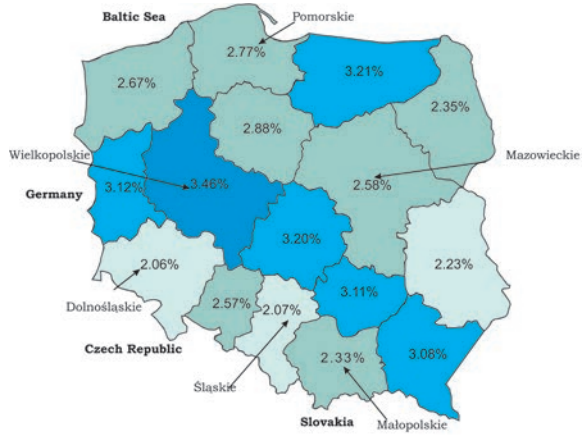 Baltic Sea
Pomorskie
2.77%
3.21%
2.67%
2.35%
2.88%
Wielkopolskie
Mazowieckie
3.12%
3.46%
2.58%
Germany
3.20%
2.06%
2.23%
3.11%
Dolnośląskie
2.57%
2.07%
Czech Republic
2.33%
3.08%
Śląskie
Slovakia
Małopolskie